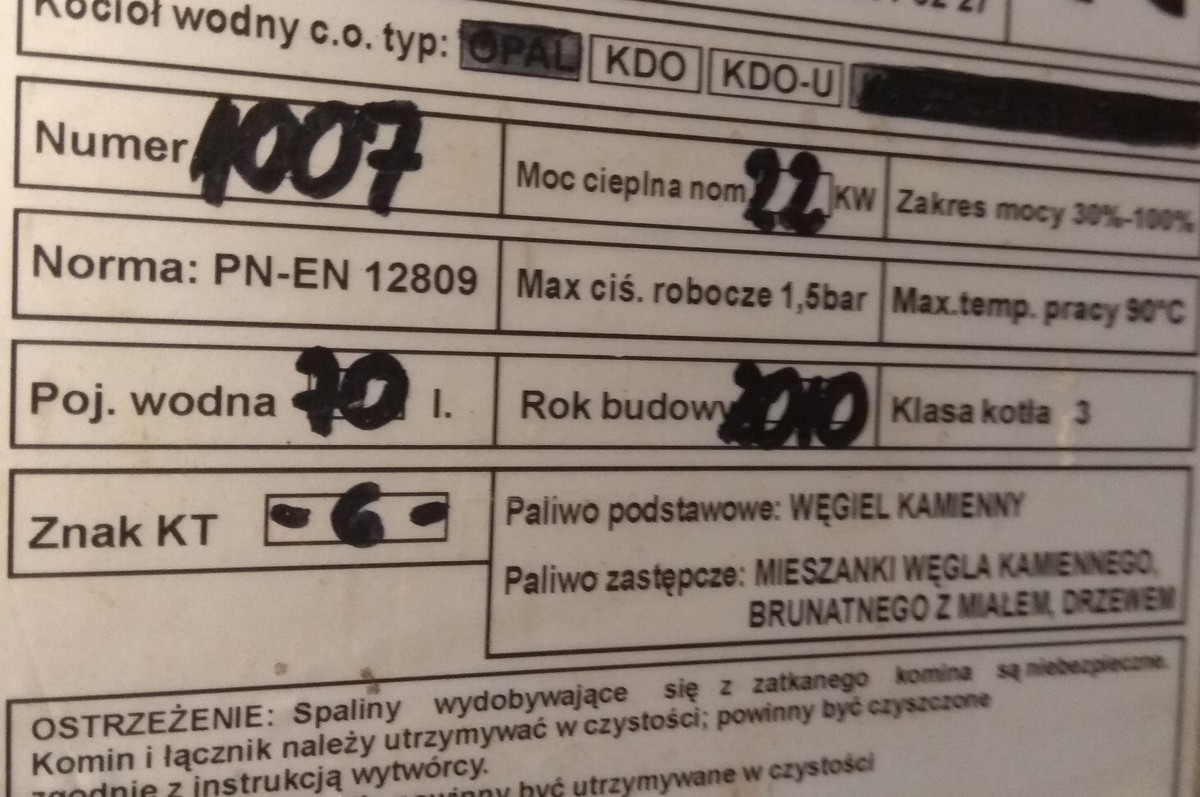 Kocioł wodny c.o. typ: OPAL KDO KDO-U
Numer 1007
Moc cieplna nom 22 KW
Zakres mocy 30%-100%
Norma: PN-EN 12809
Max ciś. robocze 1,5bar
Max.temp. pracy 90°C
Poj. wodna 70 l.
Rok budowy 2010
Klasa kotła 3
Znak KT - 6 -
Paliwo podstawowe: WĘGIEL KAMIENNY
Paliwo zastępcze: MIESZANKI WĘGLA KAMIENNEGO,
BRUNATNEGO Z MIAŁEM, DRZEWEM
OSTRZEŻENIE: Spaliny wydobywające się z zatkanego komina są niebezpieczne.
Komin i łącznik należy utrzymywać w czystości; powinny być czyszczone
zgodnie z instrukcją wytwórcy.
powinny być utrzymywane w czystości